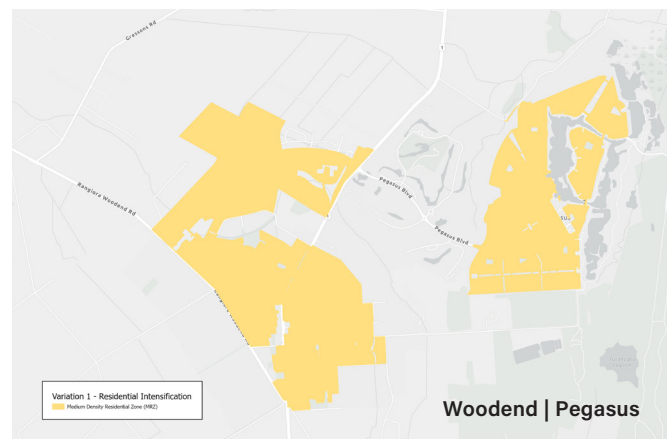 Gressons Rd
1
Rangiora Woodend Rd
Pegasus Blvd
Pegasus Blvd
Variation 1 - Residential Intensification
Medium Density Residential Zone (MRZ)
Woodend | Pegasus